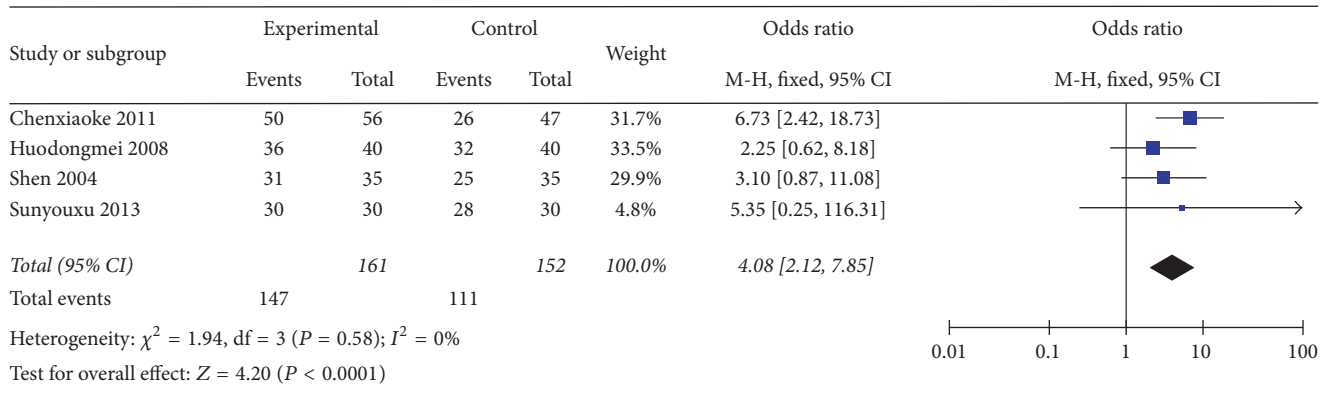 Experimental Control Odds ratio Odds ratio
Study or subgroup Weight
Events Total Events Total M-H, fixed, 95% CI M-H, fixed, 95% CI
Chenxiaoke 2011 50 56 26 47 31.7% 6.73 [2.42, 18.73]
Huodongmei 2008 36 40 32 40 33.5% 2.25 [0.62, 8.18]
Shen 2004 31 35 25 35 29.9% 3.10 [0.87, 11.08]
Sunyouxu 2013 30 30 28 30 4.8% 5.35 [0.25, 116.31]
Total (95% CI) 161 152 100.0% 4.08 [2.12, 7.85]
Total events 147 111
Heterogeneity: χ² = 1.94, df = 3 (P = 0.58); I² = 0%
0.01 0.1 1 10 100
Test for overall effect: Z = 4.20 (P < 0.0001)